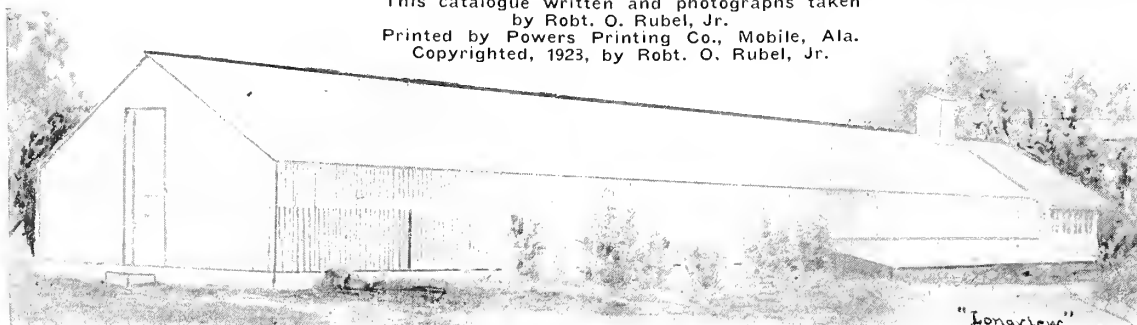 This catalogue written and photographs taken
by Robt. O. Rubel, Jr.
Printed by Powers Printing Co., Mobile, Ala.
Copyrighted, 1923, by Robt. O. Rubel, Jr.
"Longview"